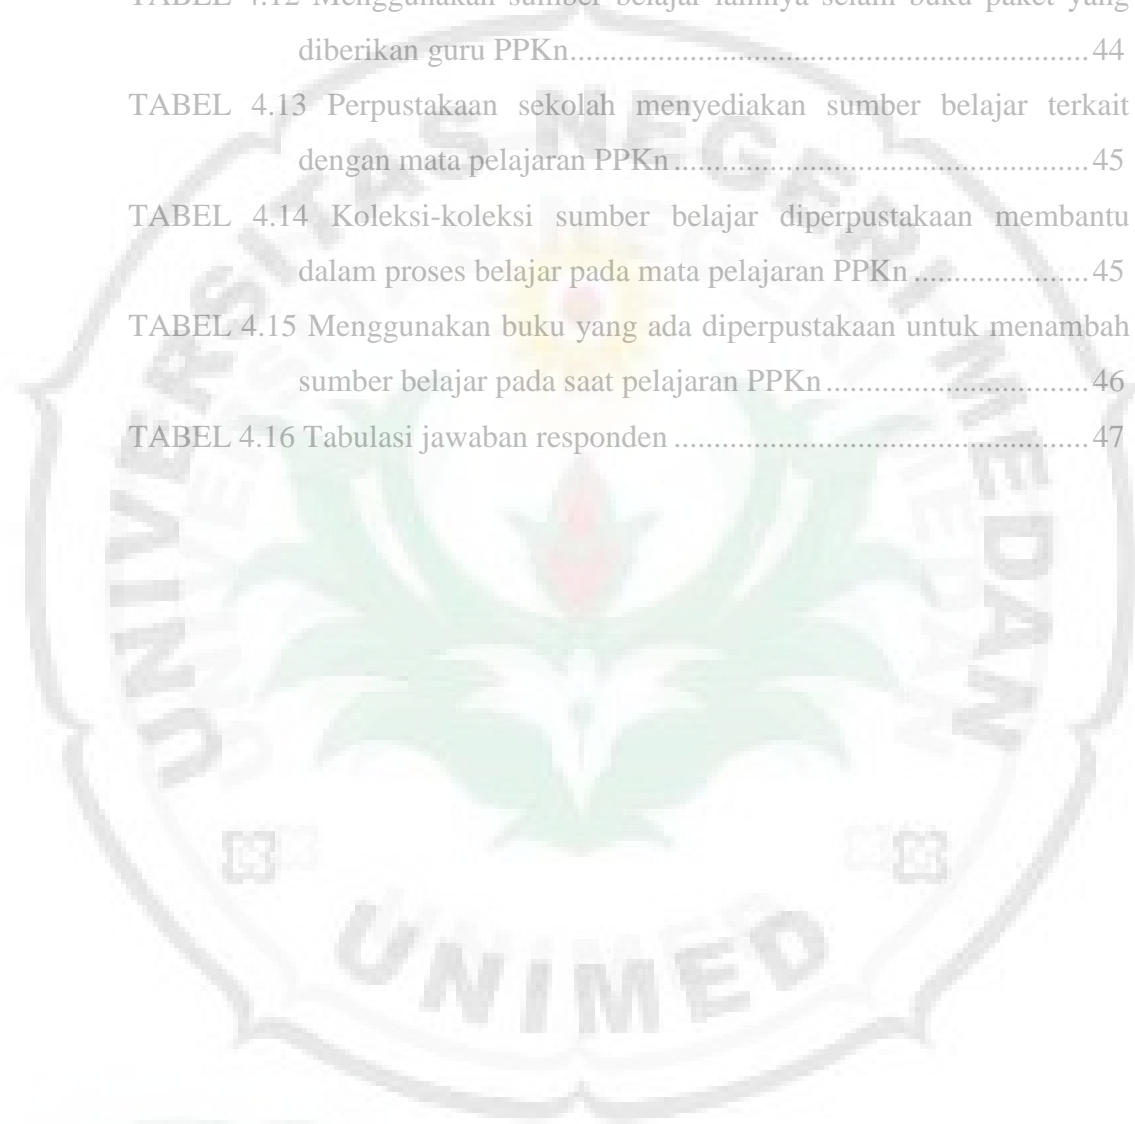 TABEL 4.12 Menggunakan sumber belajar lainnya selain buku paket yang
diberikan guru PPKn.................................................................44
TABEL 4.13 Perpustakaan sekolah menyediakan sumber belajar terkait
dengan mata pelajaran PPKn....................................................45
TABEL 4.14 Koleksi-koleksi sumber belajar diperpustakaan membantu
dalam proses belajar pada mata pelajaran PPKn......................45
TABEL 4.15 Menggunakan buku yang ada diperpustakaan untuk menambah
sumber belajar pada saat pelajaran PPKn.................................46
TABEL 4.16 Tabulasi jawaban responden....................................................47
UNIVERSITAS NEGERI MEDAN
UNIMED